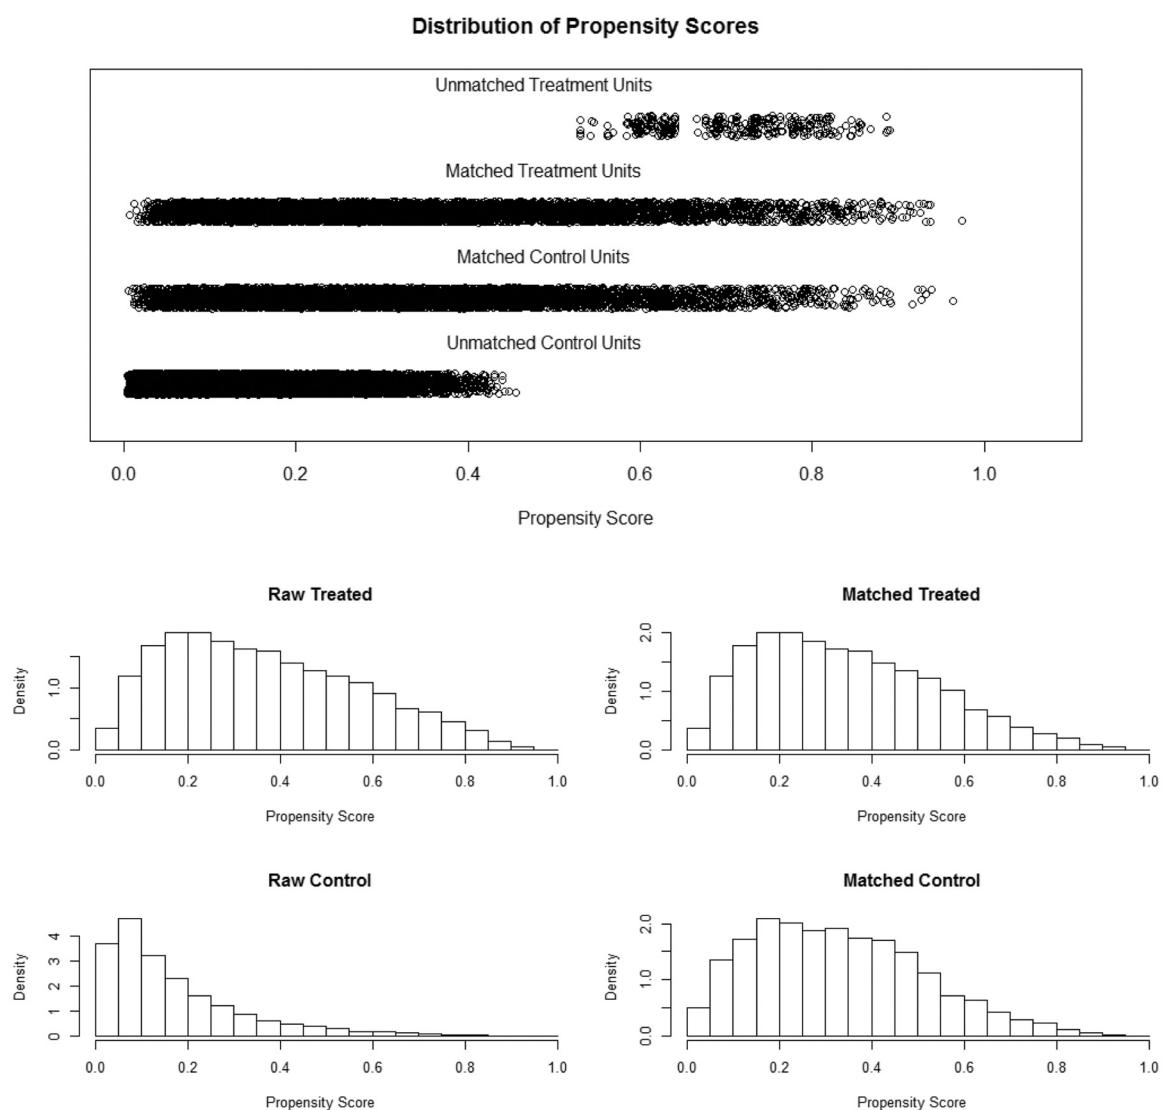 Distribution of Propensity Scores
Unmatched Treatment Units
Matched Treatment Units
Matched Control Units
Unmatched Control Units
0.0 0.2 0.4 0.6 0.8 1.0
Propensity Score
Raw Treated
Density
0.0 1.0
0.0 0.2 0.4 0.6 0.8 1.0
Propensity Score
Matched Treated
Density
0.0 1.0 2.0
0.0 0.2 0.4 0.6 0.8 1.0
Propensity Score
Raw Control
Density
0 1 2 3 4
0.0 0.2 0.4 0.6 0.8 1.0
Propensity Score
Matched Control
Density
0.0 1.0 2.0
0.0 0.2 0.4 0.6 0.8 1.0
Propensity Score